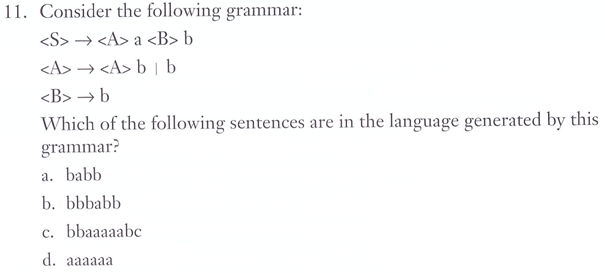 11. Consider the following grammar:
<S> → <A> a <B> b
<A> → <A> b | b
<B> → b
Which of the following sentences are in the language generated by this
grammar?
a. babb
b. bbbabb
c. bbaaaaabc
d. aaaaaa